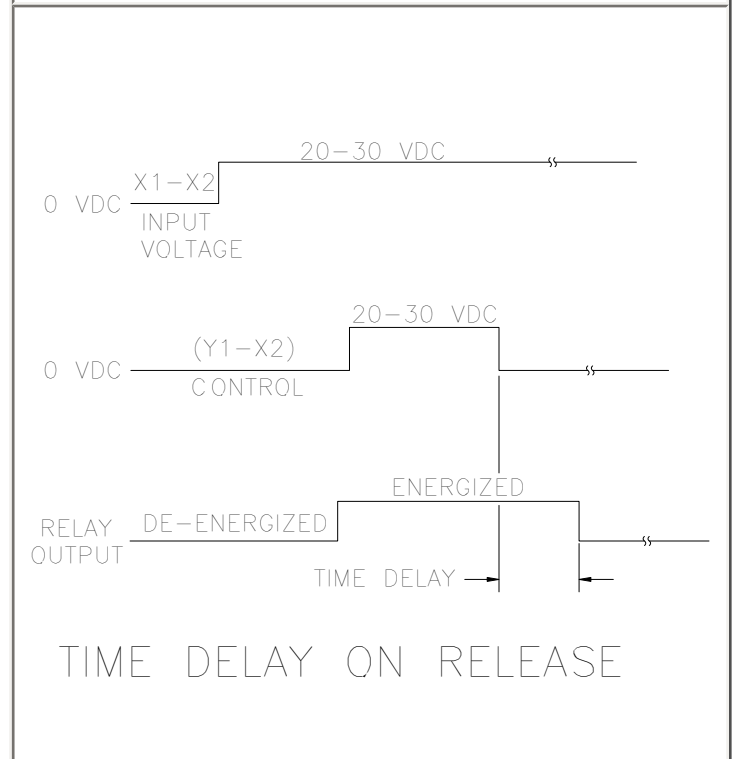 20-30 VDC
X1-X2
0 VDC
INPUT
VOLTAGE
20-30 VDC
(Y1-X2)
0 VDC
CONTROL
ENERGIZED
DE-ENERGIZED
RELAY
OUTPUT
TIME DELAY
TIME DELAY ON RELEASE